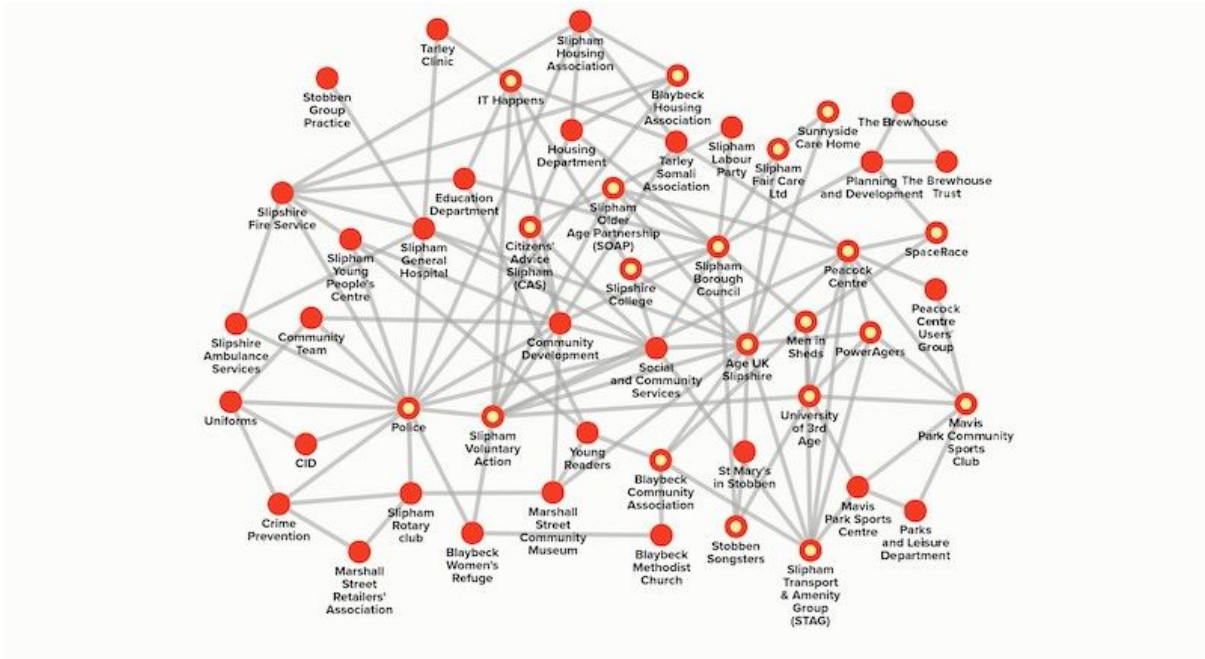 Tarley
Clinic
Slipham
Housing
Association
Stobben
Group
Practice
IT Happens
Blaybeck
Housing
Association
Sunnyside
Care Home
The Brewhouse
Housing
Department
Tarley
Somali
Association
Slipham
Labour
Party
Slipham
Fair Care
Ltd
Planning
and Development
The Brewhouse
Trust
Slipshire
Fire Service
Education
Department
Slipham
Older
Age Partnership
(SOAP)
Slipham
Young
People's
Centre
Slipham
General
Hospital
Citizens'
Advice
Slipham
(CAS)
Slipshire
College
Slipham
Borough
Council
Peacock
Centre
SpaceRace
Peacock
Centre
Users'
Group
Slipshire
Ambulance
Services
Community
Team
Community
Development
Social
and Community
Services
Age UK
Slipshire
Men in
Sheds
PowerAgers
Uniforms
CID
Police
Slipham
Voluntary
Action
Young
Readers
University
of 3rd
Age
Mavis
Park Community
Sports
Club
Blaybeck
Community
Association
St Mary's
in Stobben
Crime
Prevention
Slipham
Rotary
club
Marshall
Street
Community
Museum
Mavis
Park Sports
Centre
Parks
and Leisure
Department
Marshall
Street
Retailers'
Association
Blaybeck
Women's
Refuge
Blaybeck
Methodist
Church
Stobben
Songsters
Slipham
Transport
& Amenity
Group
(STAG)